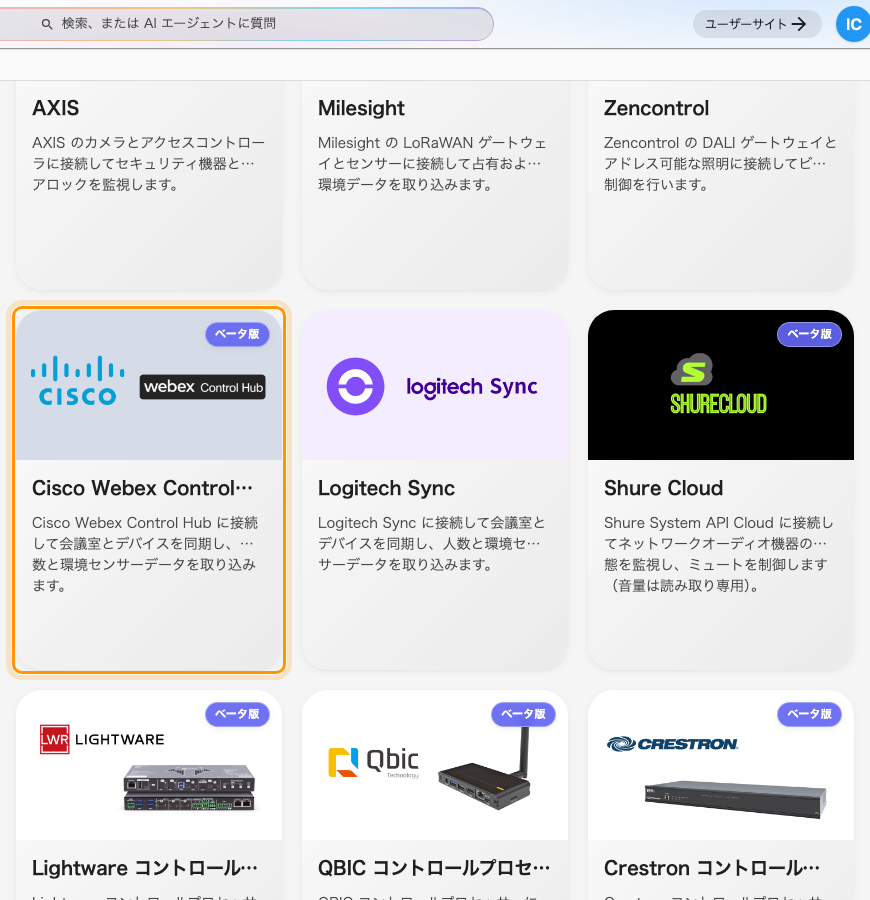 検索、または AI エージェントに質問
ユーザーサイト
IC
AXIS
AXIS のカメラとアクセスコントロー
ラに接続してセキュリティ機器と…
アロックを監視します。
Milesight
Milesight の LoRaWAN ゲートウェ
イとセンサーに接続して占有およ…
環境データを取り込みます。
Zencontrol
Zencontrol の DALI ゲートウェイと
アドレス可能な照明に接続してビ…
制御を行います。
ベータ版
cisco
webex Control Hub
Cisco Webex Control…
Cisco Webex Control Hub に接続
して会議室とデバイスを同期し、…
数と環境センサーデータを取り込み
ます。
logitech Sync
Logitech Sync
Logitech Sync に接続して会議室と
デバイスを同期し、人数と環境セ…
サーデータを取り込みます。
ベータ版
S
SHURECLOUD
Shure Cloud
Shure System API Cloud に接続し
てネットワークオーディオ機器の…
態を監視し、ミュートを制御します
（音量は読み取り専用）。
ベータ版
LWR LIGHTWARE
Lightware コントロール…
ベータ版
Qbic
Technology
QBIC コントロールプロセ…
ベータ版
CRESTRON
Crestron コントロール…